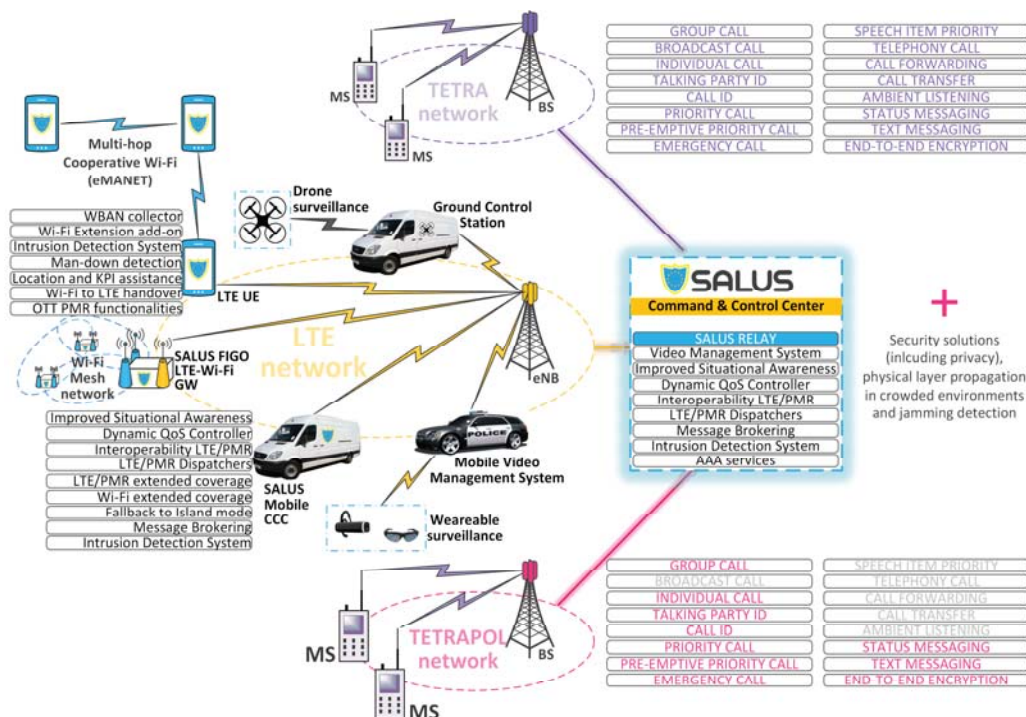 GROUP CALL
BROADCAST CALL
INDIVIDUAL CALL
TALKING PARTY ID
CALL ID
PRIORITY CALL
PRE-EMPTIVE PRIORITY CALL
EMERGENCY CALL
SPEECH ITEM PRIORITY
TELEPHONY CALL
CALL FORWARDING
CALL TRANSFER
AMBIENT LISTENING
STATUS MESSAGING
TEXT MESSAGING
END-TO-END ENCRYPTION
MS
MS
TETRA
network
BS
Multi-hop
Cooperative Wi-Fi
(eMANET)
WBAN collector
Wi-Fi Extension add-on
Intrusion Detection System
Man-down detection
Location and KPI assistance
Wi-Fi to LTE handover
OTT PMR functionalities
LTE UE
Drone
surveillance
Ground Control
Station
LTE
network
eNB
Wi-Fi
Mesh
network
SALUS FIGO
LTE-Wi-Fi
GW
Improved Situational Awareness
Dynamic QoS Controller
Interoperability LTE/PMR
LTE/PMR Dispatchers
LTE/PMR extended coverage
Wi-Fi extended coverage
Fallback to Island mode
Message Brokering
Intrusion Detection System
SALUS
Mobile
CCC
POLICE
Mobile Video
Management System
Weareable
surveillance
SALUS
Command & Control Center
SALUS RELAY
Video Management System
Improved Situational Awareness
Dynamic QoS Controller
Interoperability LTE/PMR
LTE/PMR Dispatchers
Message Brokering
Intrusion Detection System
AAA services
+
Security solutions
(inlcuding privacy),
physical layer propagation
in crowded environments
and jamming detection
MS
MS
TETRAPOL
network
BS
GROUP CALL
BROADCAST CALL
INDIVIDUAL CALL
TALKING PARTY ID
CALL ID
PRIORITY CALL
PRE-EMPTIVE PRIORITY CALL
EMERGENCY CALL
SPEECH ITEM PRIORITY
TELEPHONY CALL
CALL FORWARDING
CALL TRANSFER
AMBIENT LISTENING
STATUS MESSAGING
TEXT MESSAGING
END TO END ENCRYPTION